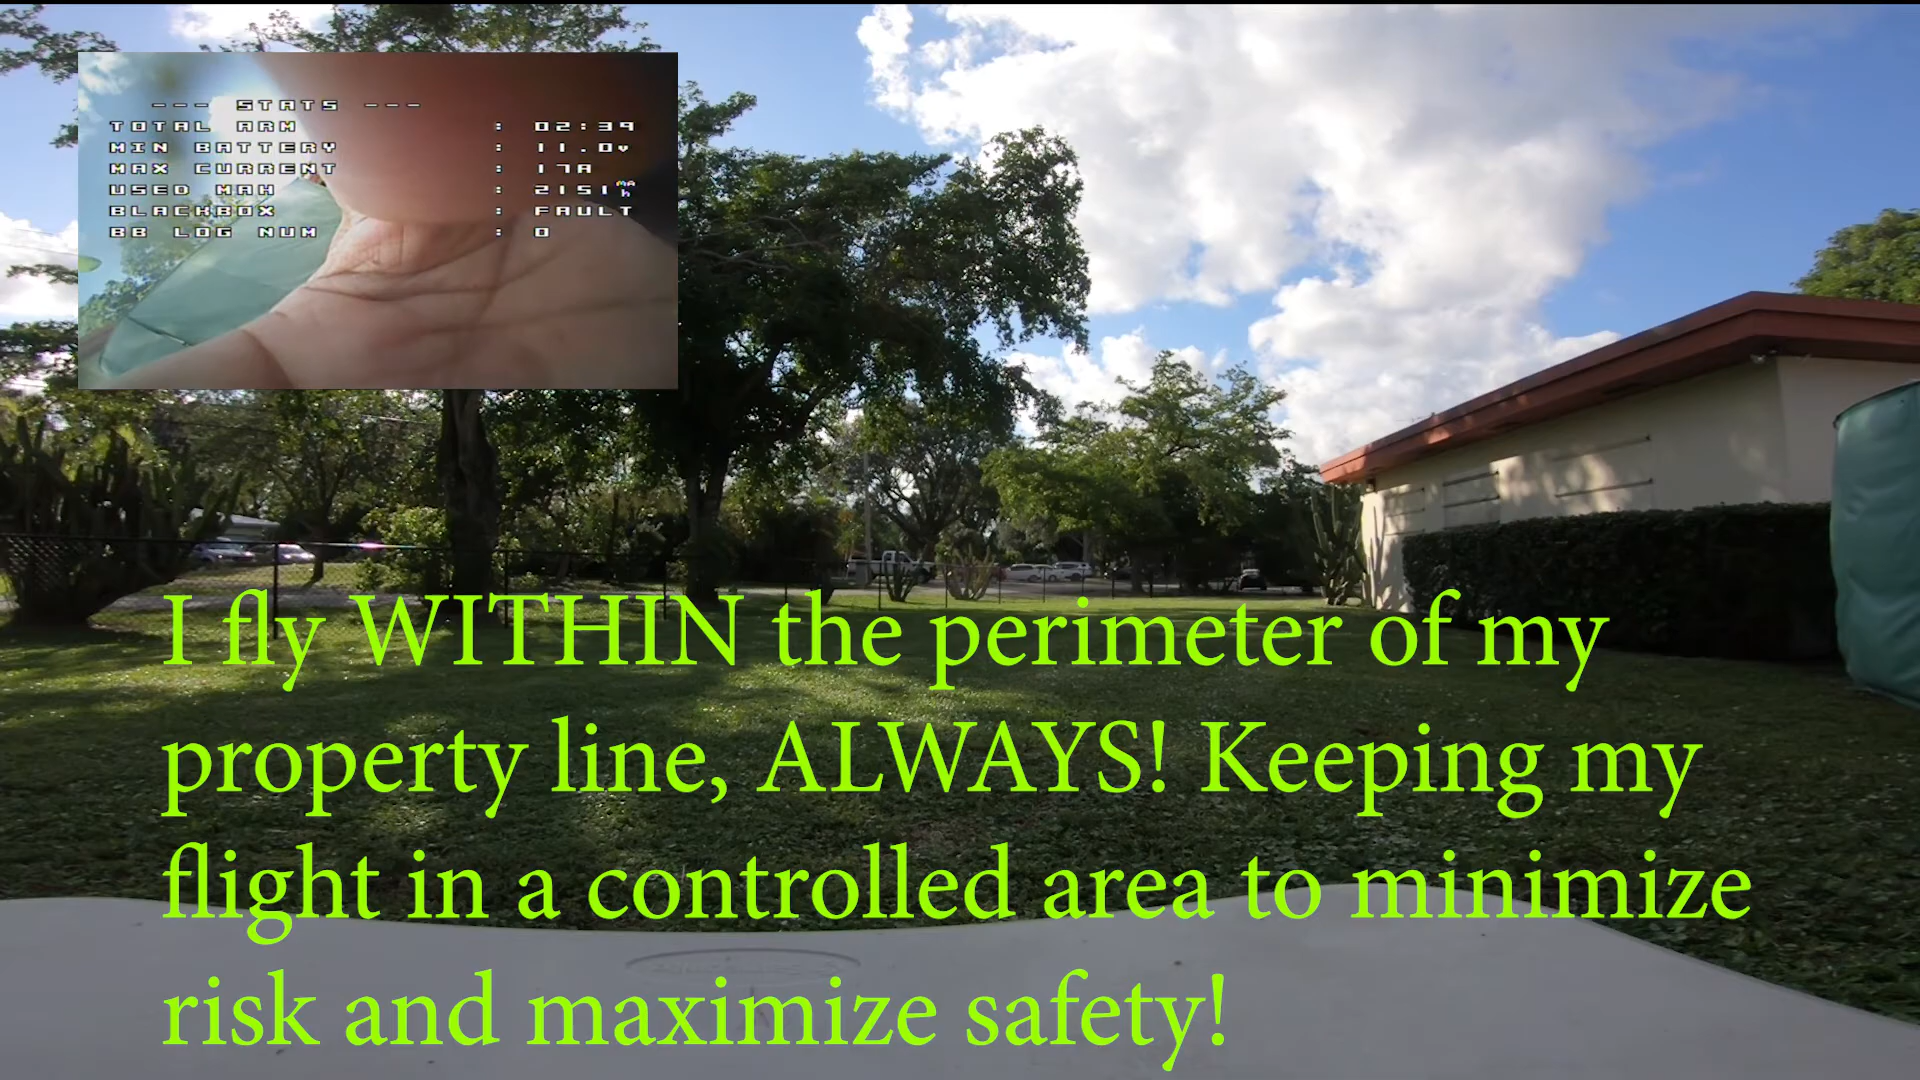 --- STATS ---
TOTAL ARM : 02:39
MIN BATTERY : 11.0v
MAX CURRENT : 17A
USED MAH : 2151 MAh
BLACKBOX : FAULT
BB LOG NUM : 0
I fly WITHIN the perimeter of my
property line, ALWAYS! Keeping my
flight in a controlled area to minimize
risk and maximize safety!